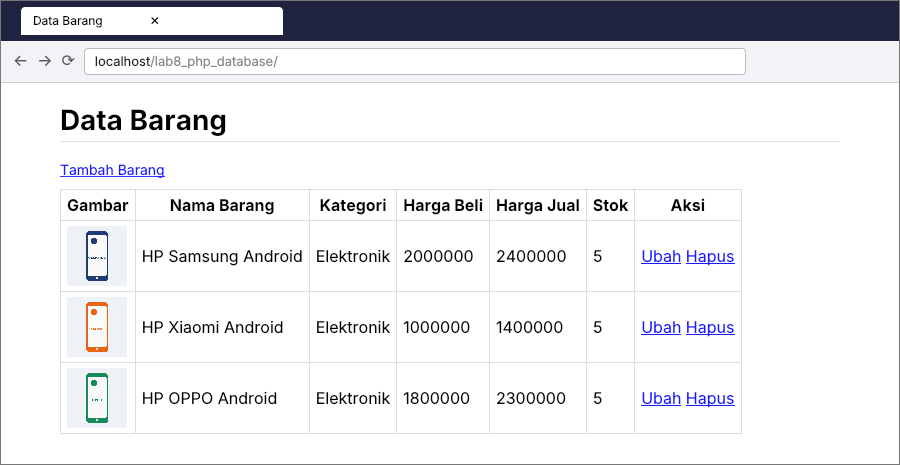 Data Barang ✕
localhost/lab8_php_database/
Data Barang
Tambah Barang
Gambar Nama Barang Kategori Harga Beli Harga Jual Stok Aksi
HP Samsung Android Elektronik 2000000 2400000 5 Ubah Hapus
HP Xiaomi Android Elektronik 1000000 1400000 5 Ubah Hapus
HP OPPO Android Elektronik 1800000 2300000 5 Ubah Hapus